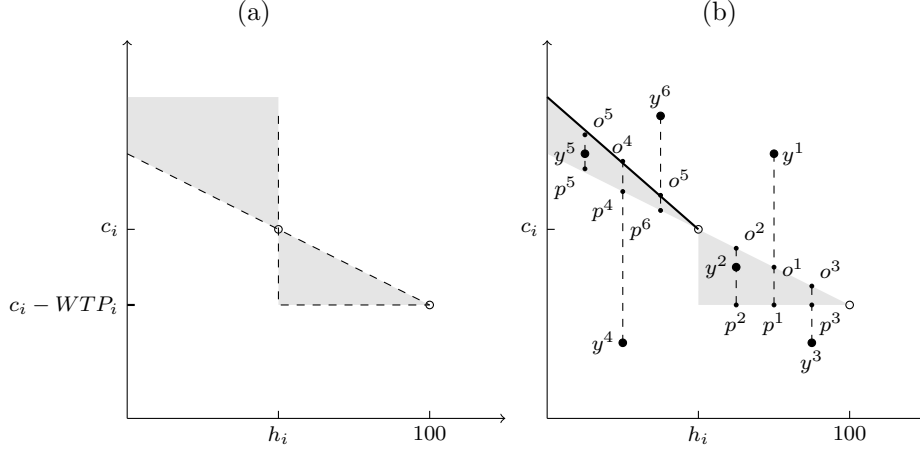 (a)
(b)
$c_i$
$c_i - WTP_i$
$h_i$
100
$c_i$
$o^5$
$y^5$
$p^5$
$o^4$
$p^4$
$y^4$
$y^6$
$o^5$
$p^6$
$o^2$
$y^2$
$p^2$
$y^1$
$o^1$
$p^1$
$o^3$
$p^3$
$y^3$
$h_i$
100